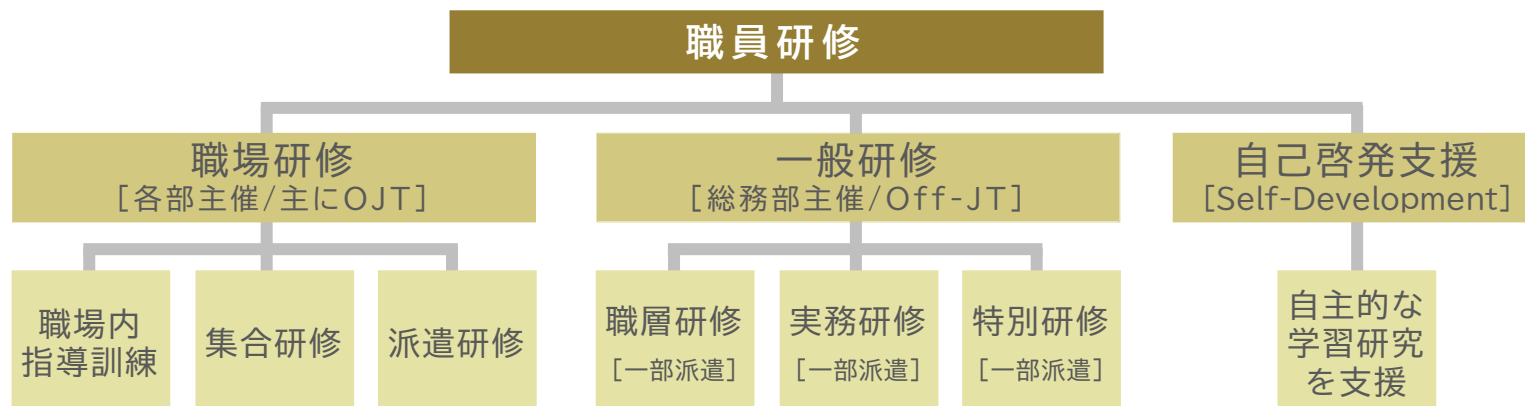 職員研修
職場研修
[各部主催/主にOJT]
一般研修
[総務部主催/Off-JT]
自己啓発支援
[Self-Development]
職場内
指導訓練
集合研修
派遣研修
職層研修
[一部派遣]
実務研修
[一部派遣]
特別研修
[一部派遣]
自主的な
学習研究
を支援